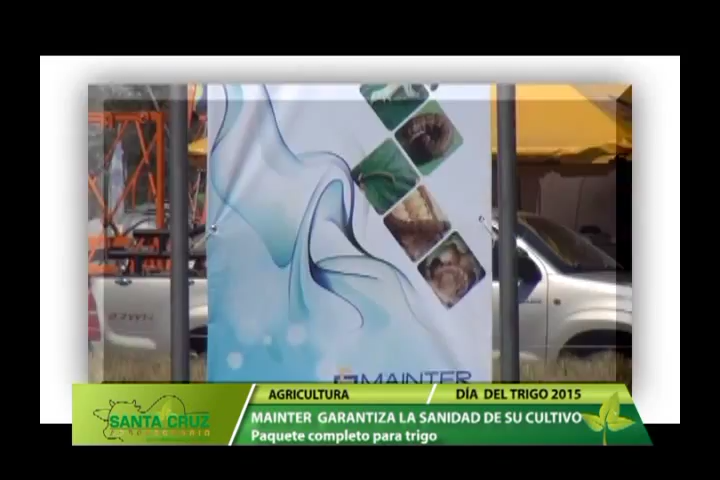 MAINTER
AGRICULTURA
DÍA DEL TRIGO 2015
SANTA CRUZ
MAINTER GARANTIZA LA SANIDAD DE SU CULTIVO
Paquete completo para trigo